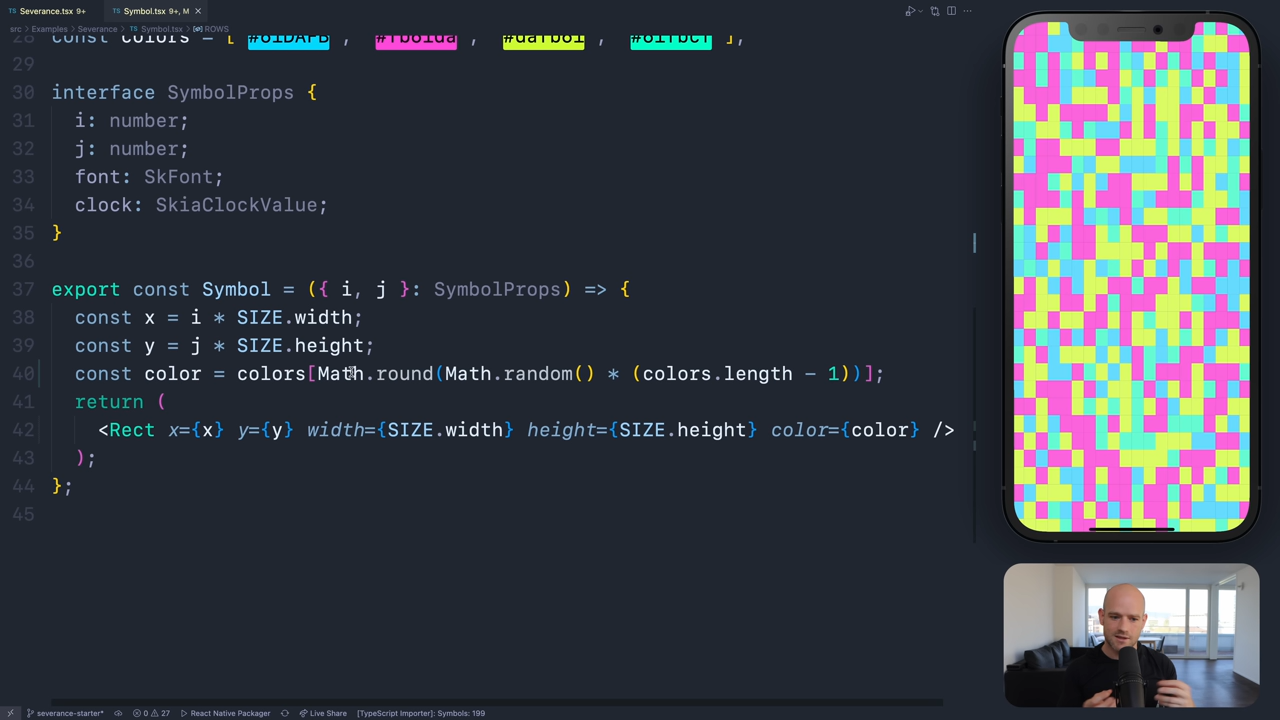 Severance.tsx 9+
Symbol.tsx 9+, M
src > Examples > Severance > Symbol.tsx > ROWS
28 const colors = ["#61DAFB", "#fb61da", "#dafb61", "#61fbcf"];
29
30 interface SymbolProps {
31 i: number;
32 j: number;
33 font: SkFont;
34 clock: SkiaClockValue;
35 }
36
37 export const Symbol = ({ i, j }: SymbolProps) => {
38 const x = i * SIZE.width;
39 const y = j * SIZE.height;
40 const color = colors[Math.round(Math.random() * (colors.length - 1))];
41 return (
42 <Rect x={x} y={y} width={SIZE.width} height={SIZE.height} color={color} />
43 );
44 };
45
severance-starter* 0 27 React Native Packager Live Share [TypeScript Importer]: Symbols: 199